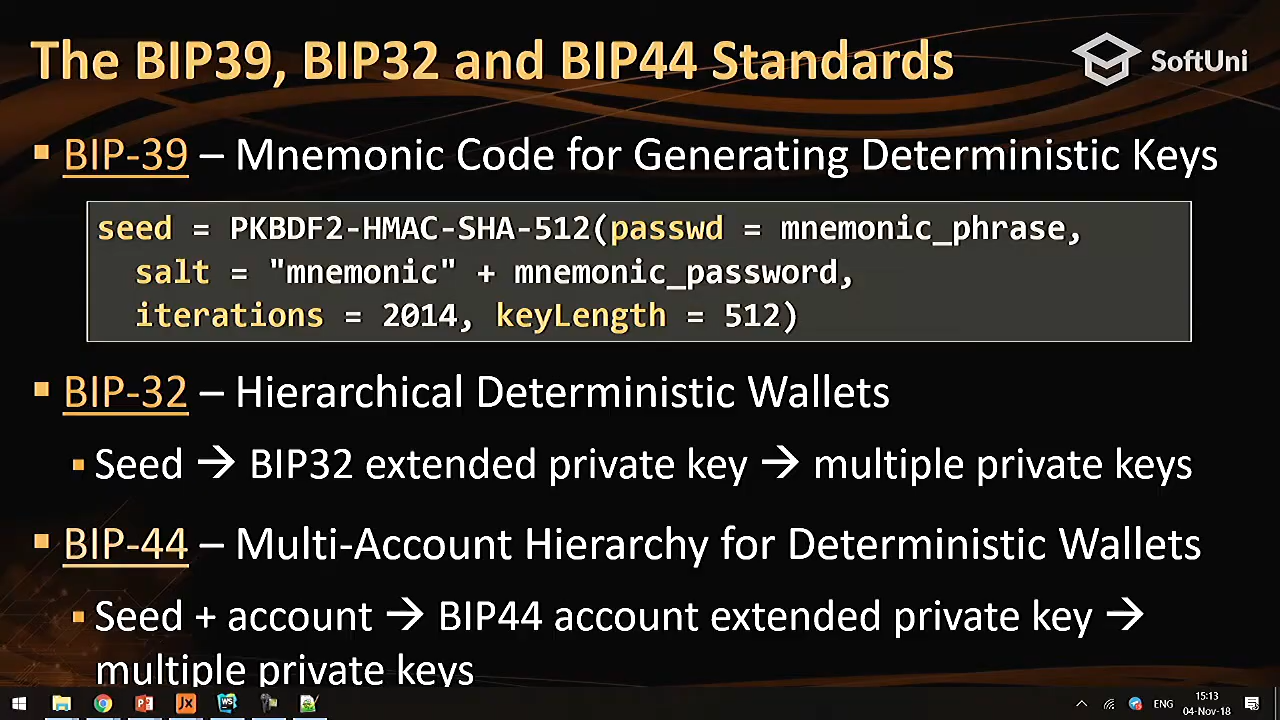 The BIP39, BIP32 and BIP44 Standards
SoftUni
▪ BIP-39 – Mnemonic Code for Generating Deterministic Keys
seed = PKBDF2-HMAC-SHA-512(passwd = mnemonic_phrase,
salt = "mnemonic" + mnemonic_password,
iterations = 2014, keyLength = 512)
▪ BIP-32 – Hierarchical Deterministic Wallets
▪ Seed → BIP32 extended private key → multiple private keys
▪ BIP-44 – Multi-Account Hierarchy for Deterministic Wallets
▪ Seed + account → BIP44 account extended private key →
multiple private keys
JX
WS
ENG
15:13
04-Nov-18